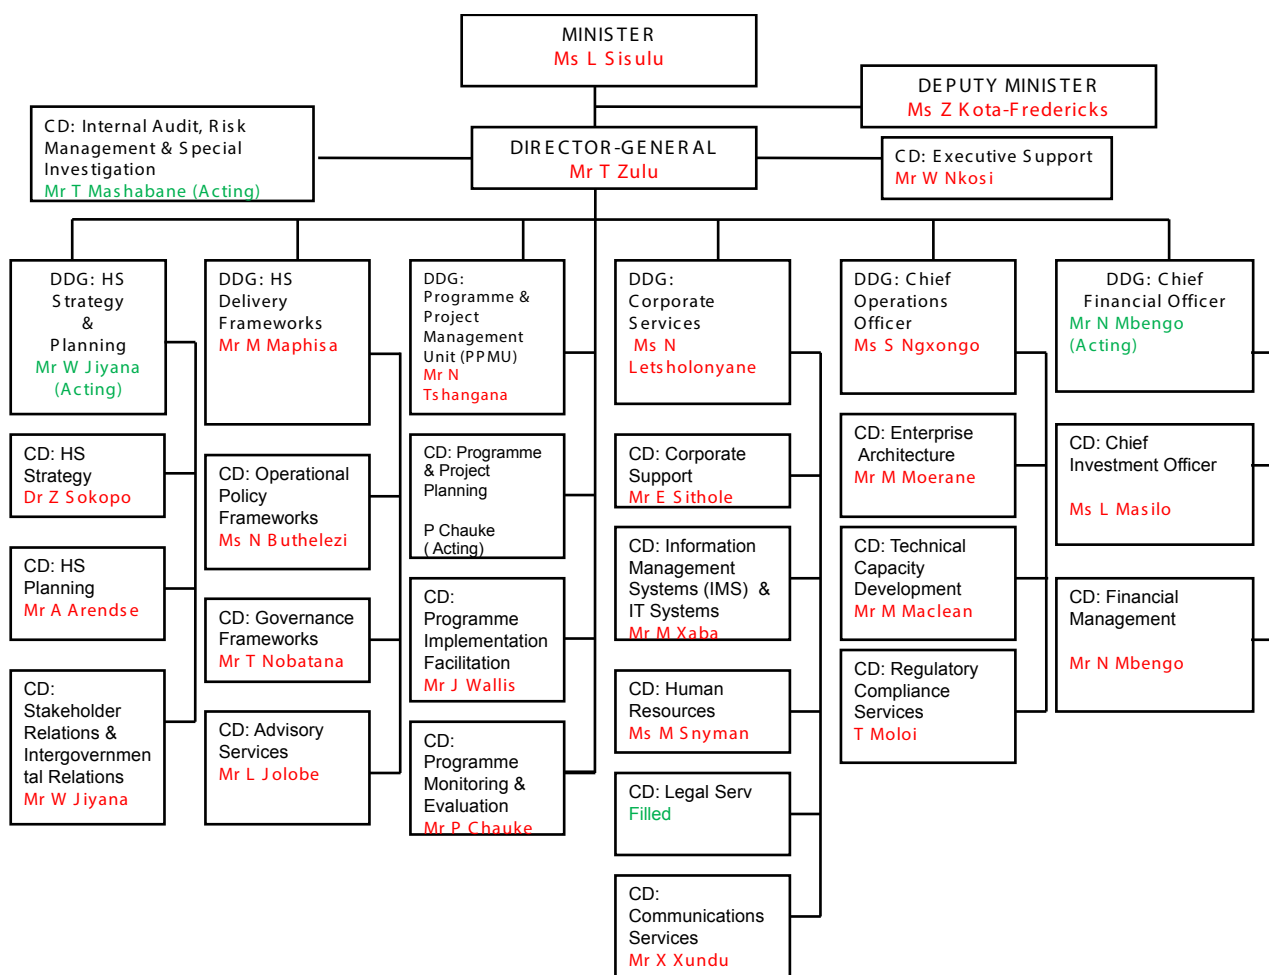 MINISTER
Ms L Sisulu
DEPUTY MINISTER
Ms Z Kota-Fredericks
CD: Internal Audit, Risk
Management & Special
Investigation
Mr T Mashabane (Acting)
DIRECTOR-GENERAL
Mr T Zulu
CD: Executive Support
Mr W Nkosi
DDG: HS
Strategy
&
Planning
Mr W Jiyana
(Acting)
CD: HS
Strategy
Dr Z Sokopo
CD: HS
Planning
Mr A Arendse
CD:
Stakeholder
Relations &
Intergovernmen
tal Relations
Mr W Jiyana
DDG: HS
Delivery
Frameworks
Mr M Maphisa
CD: Operational
Policy
Frameworks
Ms N Buthelezi
CD: Governance
Frameworks
Mr T Nobatana
CD: Advisory
Services
Mr L Jolobe
DDG:
Programme &
Project
Management
Unit (PPMU)
Mr N
Tshangana
CD: Programme
& Project
Planning
P Chauke
(Acting)
CD:
Programme
Implementation
Facilitation
Mr J Wallis
CD:
Programme
Monitoring &
Evaluation
Mr P Chauke
DDG:
Corporate
Services
Ms N
Letsholonyane
CD: Corporate
Support
Mr E Sithole
CD: Information
Management
Systems (IMS) &
IT Systems
Mr M Xaba
CD: Human
Resources
Ms M Snyman
CD: Legal Serv
Filled
CD:
Communications
Services
Mr X Xundu
DDG: Chief
Operations
Officer
Ms S Ngxongo
CD: Enterprise
Architecture
Mr M Moerane
CD: Technical
Capacity
Development
Mr M Maclean
CD: Regulatory
Compliance
Services
T Moloi
DDG: Chief
Financial Officer
Mr N Mbengo
(Acting)
CD: Chief
Investment Officer
Ms L Masilo
CD: Financial
Management
Mr N Mbengo